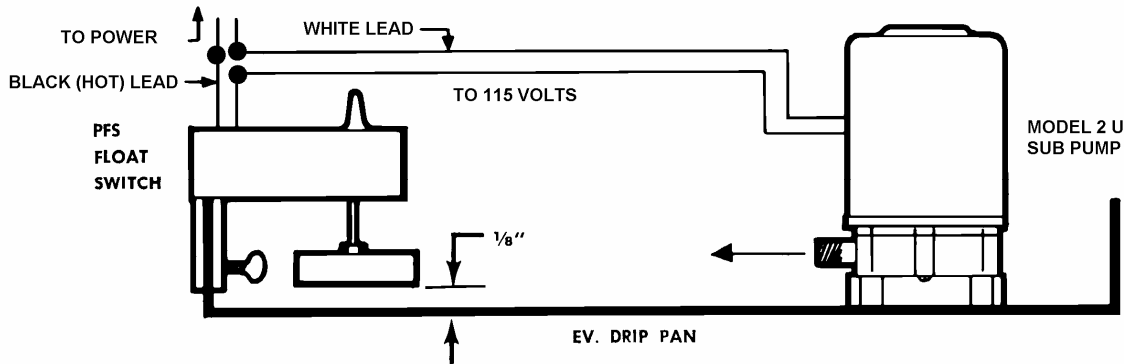 TO POWER
WHITE LEAD
BLACK (HOT) LEAD
TO 115 VOLTS
PFS
FLOAT
SWITCH
MODEL 2 U
SUB PUMP
⅛"
EV. DRIP PAN